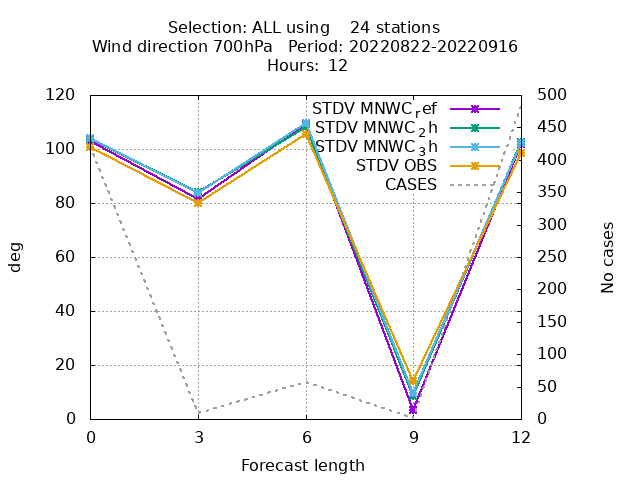 Selection: ALL using 24 stations
Wind direction 700hPa Period: 20220822-20220916
Hours: 12
120
100
80
60
40
20
0
deg
500
450
400
350
300
250
200
150
100
50
0
No cases
STDV MNWC_ref
STDV MNWC_2h
STDV MNWC_3h
STDV OBS
CASES
0 3 6 9 12
Forecast length